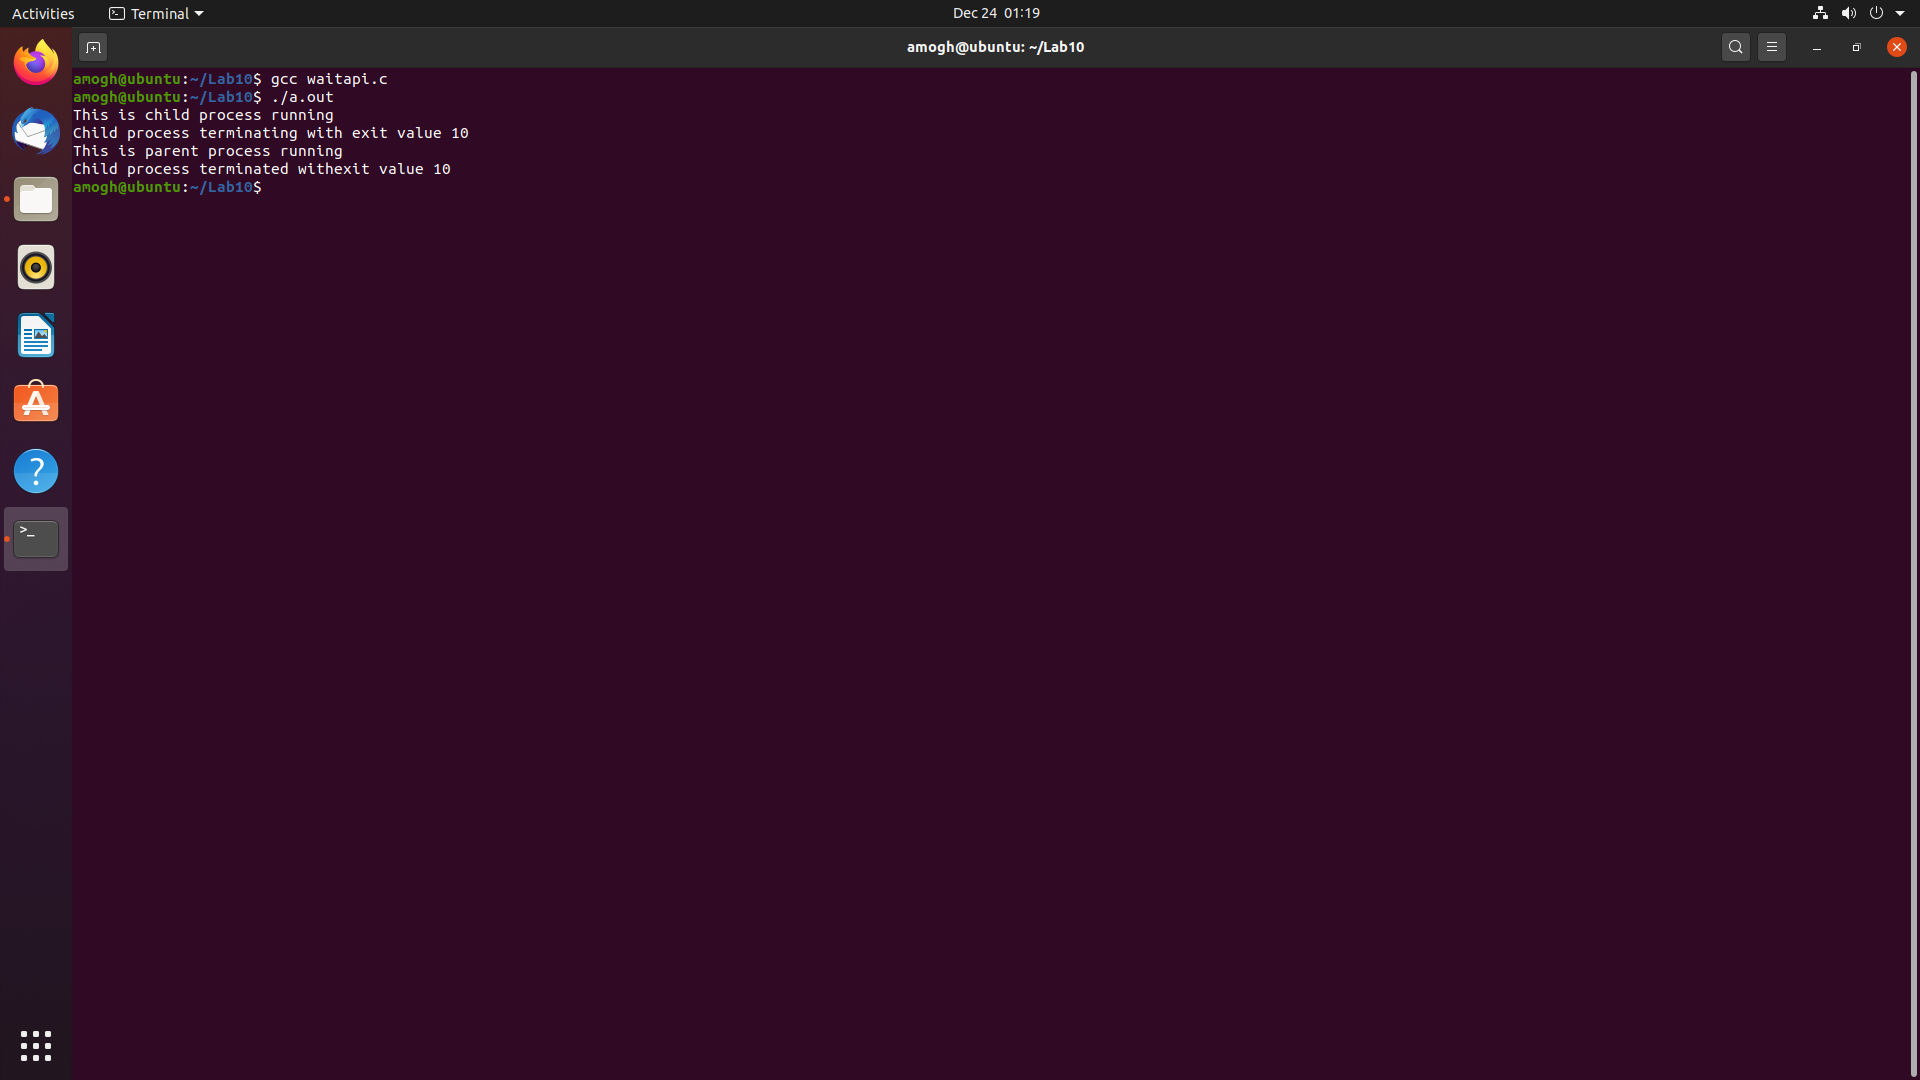 Activities
Terminal
Dec 24 01:19
amogh@ubuntu: ~/Lab10
amogh@ubuntu:~/Lab10$ gcc waitapi.c
amogh@ubuntu:~/Lab10$ ./a.out
This is child process running
Child process terminating with exit value 10
This is parent process running
Child process terminated withexit value 10
amogh@ubuntu:~/Lab10$